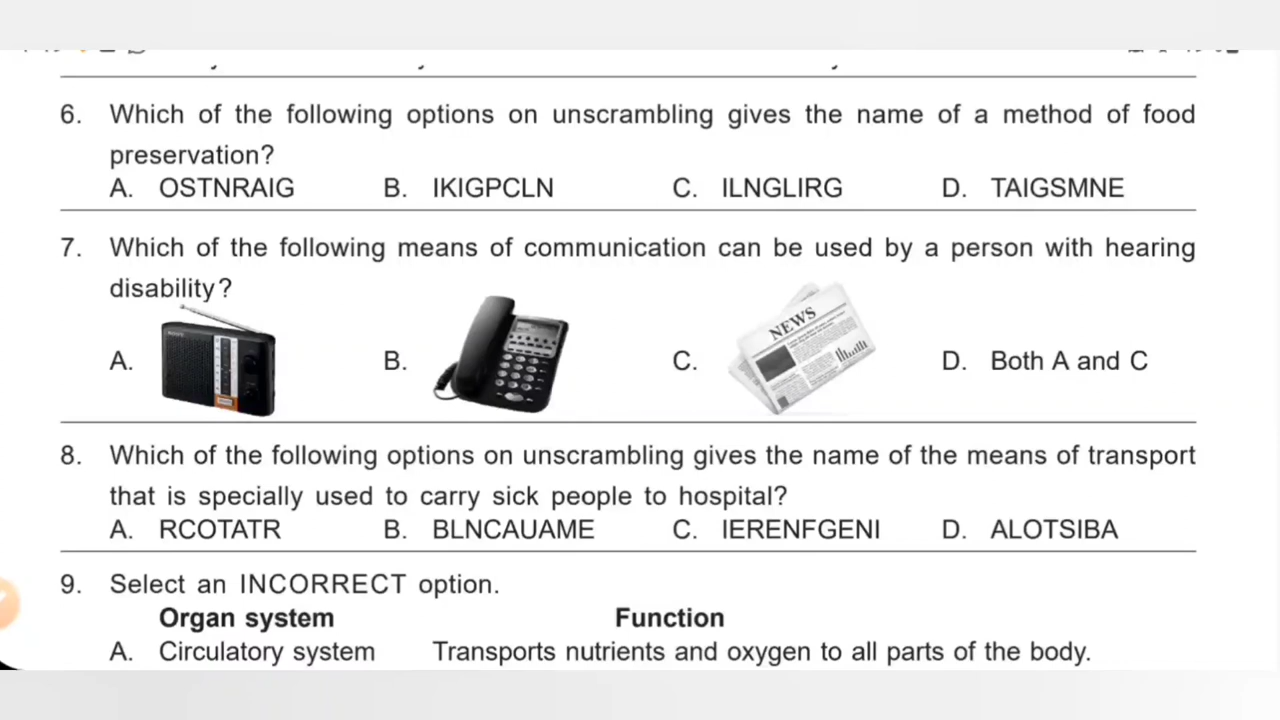 6. Which of the following options on unscrambling gives the name of a method of food
preservation?
A. OSTNRAIG B. IKIGPCLN C. ILNGLIRG D. TAIGSMNE
7. Which of the following means of communication can be used by a person with hearing
disability?
A. B. C. NEWS D. Both A and C
8. Which of the following options on unscrambling gives the name of the means of transport
that is specially used to carry sick people to hospital?
A. RCOTATR B. BLNCAUAME C. IERENFGENI D. ALOTSIBA
9. Select an INCORRECT option.
Organ system Function
A. Circulatory system Transports nutrients and oxygen to all parts of the body.